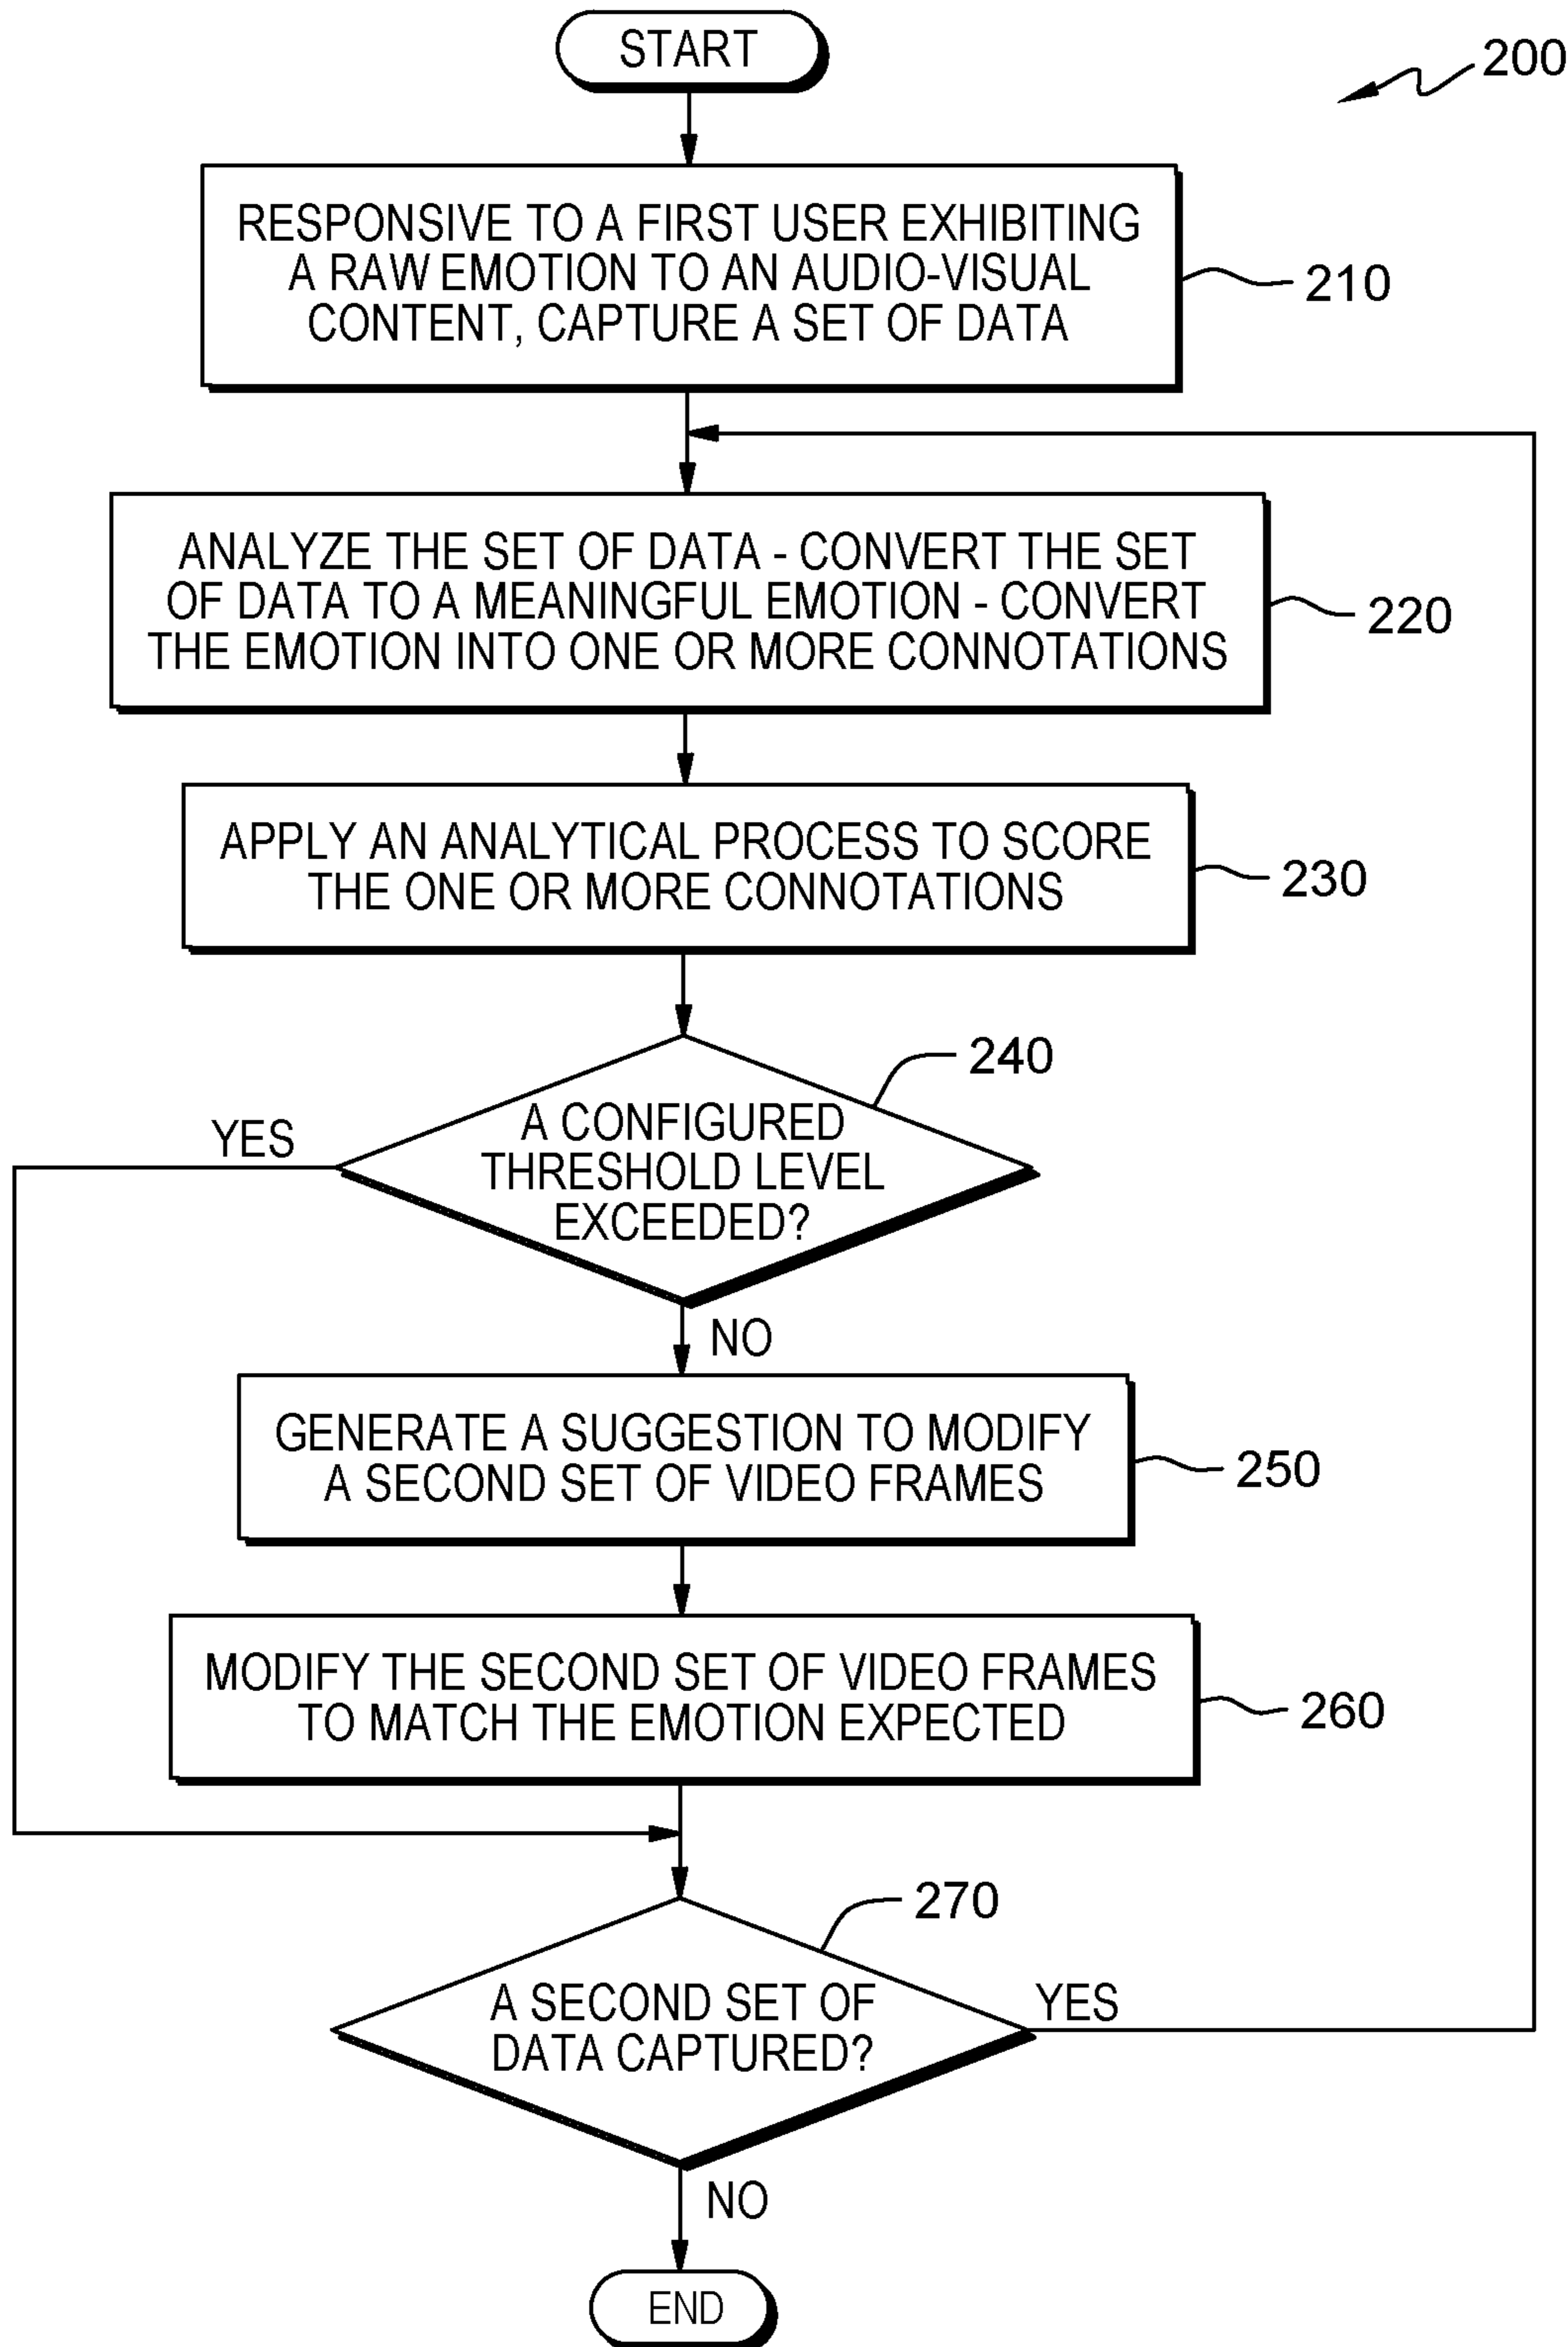 START
200
RESPONSIVE TO A FIRST USER EXHIBITING
A RAW EMOTION TO AN AUDIO-VISUAL
CONTENT, CAPTURE A SET OF DATA
210
ANALYZE THE SET OF DATA - CONVERT THE SET
OF DATA TO A MEANINGFUL EMOTION - CONVERT
THE EMOTION INTO ONE OR MORE CONNOTATIONS
220
APPLY AN ANALYTICAL PROCESS TO SCORE
THE ONE OR MORE CONNOTATIONS
230
240
YES
A CONFIGURED
THRESHOLD LEVEL
EXCEEDED?
NO
GENERATE A SUGGESTION TO MODIFY
A SECOND SET OF VIDEO FRAMES
250
MODIFY THE SECOND SET OF VIDEO FRAMES
TO MATCH THE EMOTION EXPECTED
260
270
A SECOND SET OF
DATA CAPTURED?
YES
NO
END